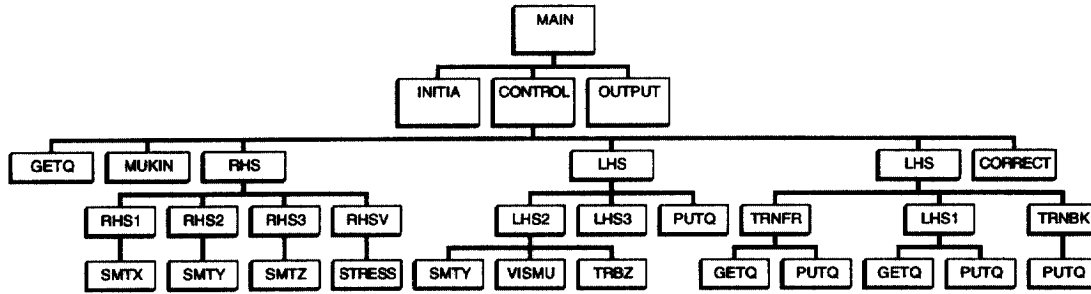 MAIN
INITIA CONTROL OUTPUT
GETQ MUKIN RHS LHS LHS CORRECT
RHS1 RHS2 RHS3 RHSV LHS2 LHS3 PUTQ TRNFR LHS1 TRNBK
SMTX SMTY SMTZ STRESS SMTY VISMU TRBZ GETQ PUTQ GETQ PUTQ PUTQ